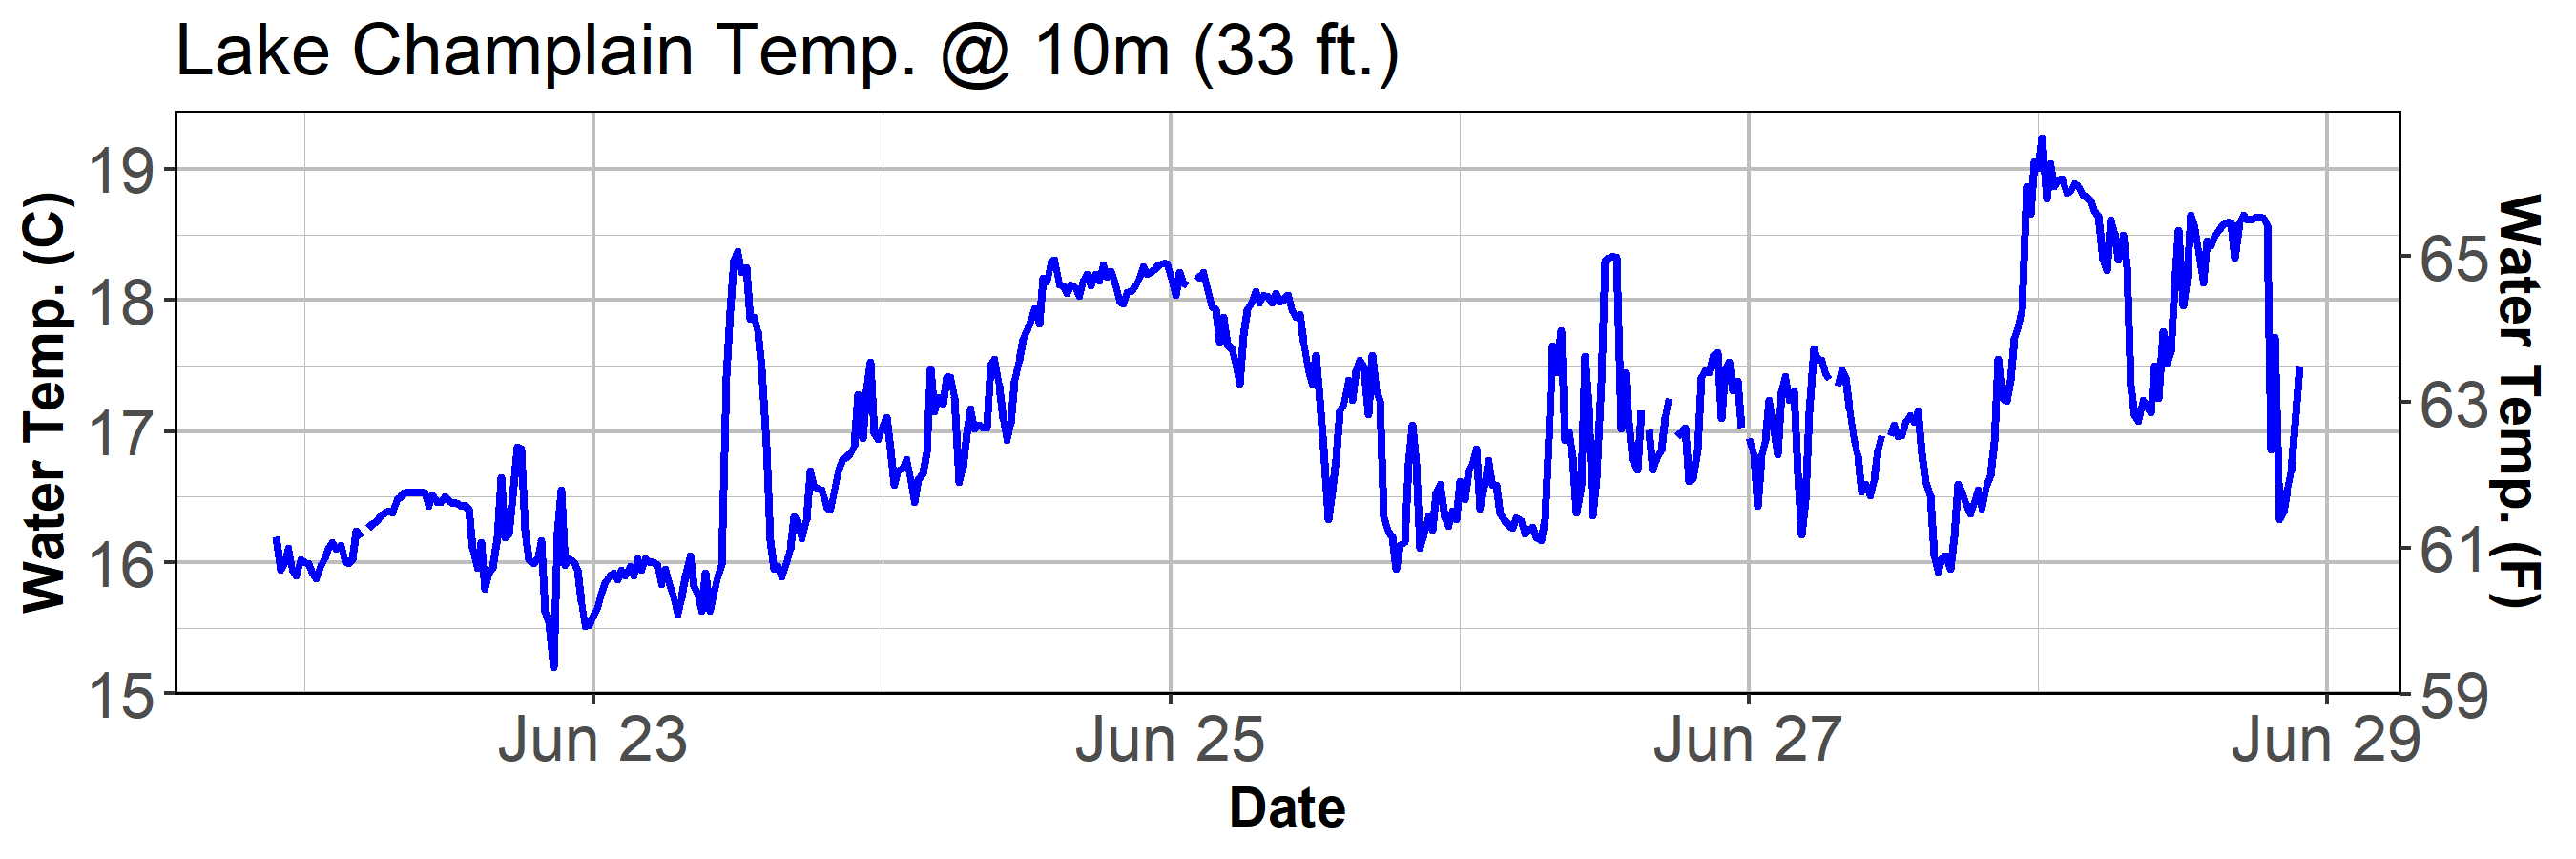 Lake Champlain Temp. @ 10m (33 ft.)
Water Temp. (C)
19
18
17
16
15
65
63
61
59
Water Temp. (F)
Jun 23
Jun 25
Jun 27
Jun 29
Date